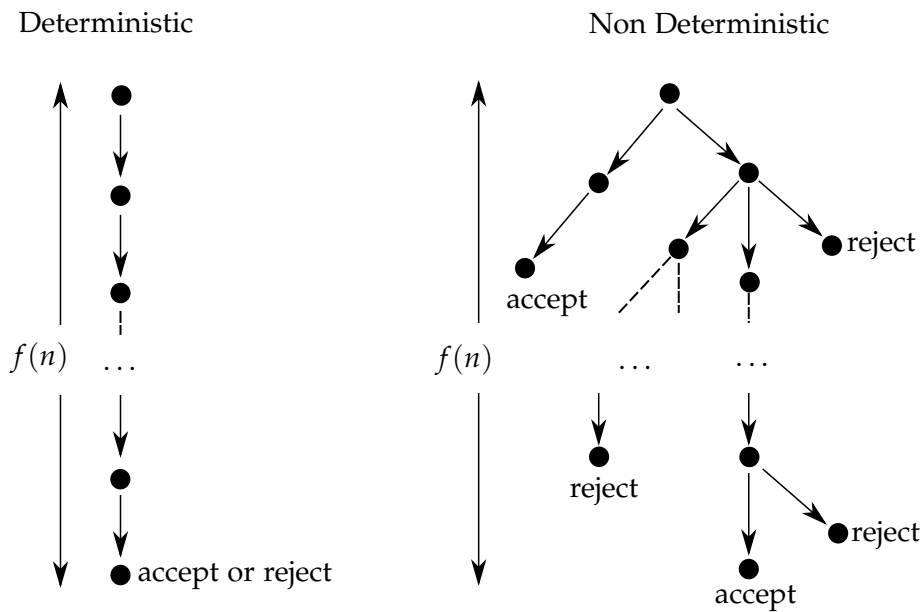 Deterministic
Non Deterministic
f(n)
...
accept or reject
f(n)
reject
accept
... ...
reject
reject
accept